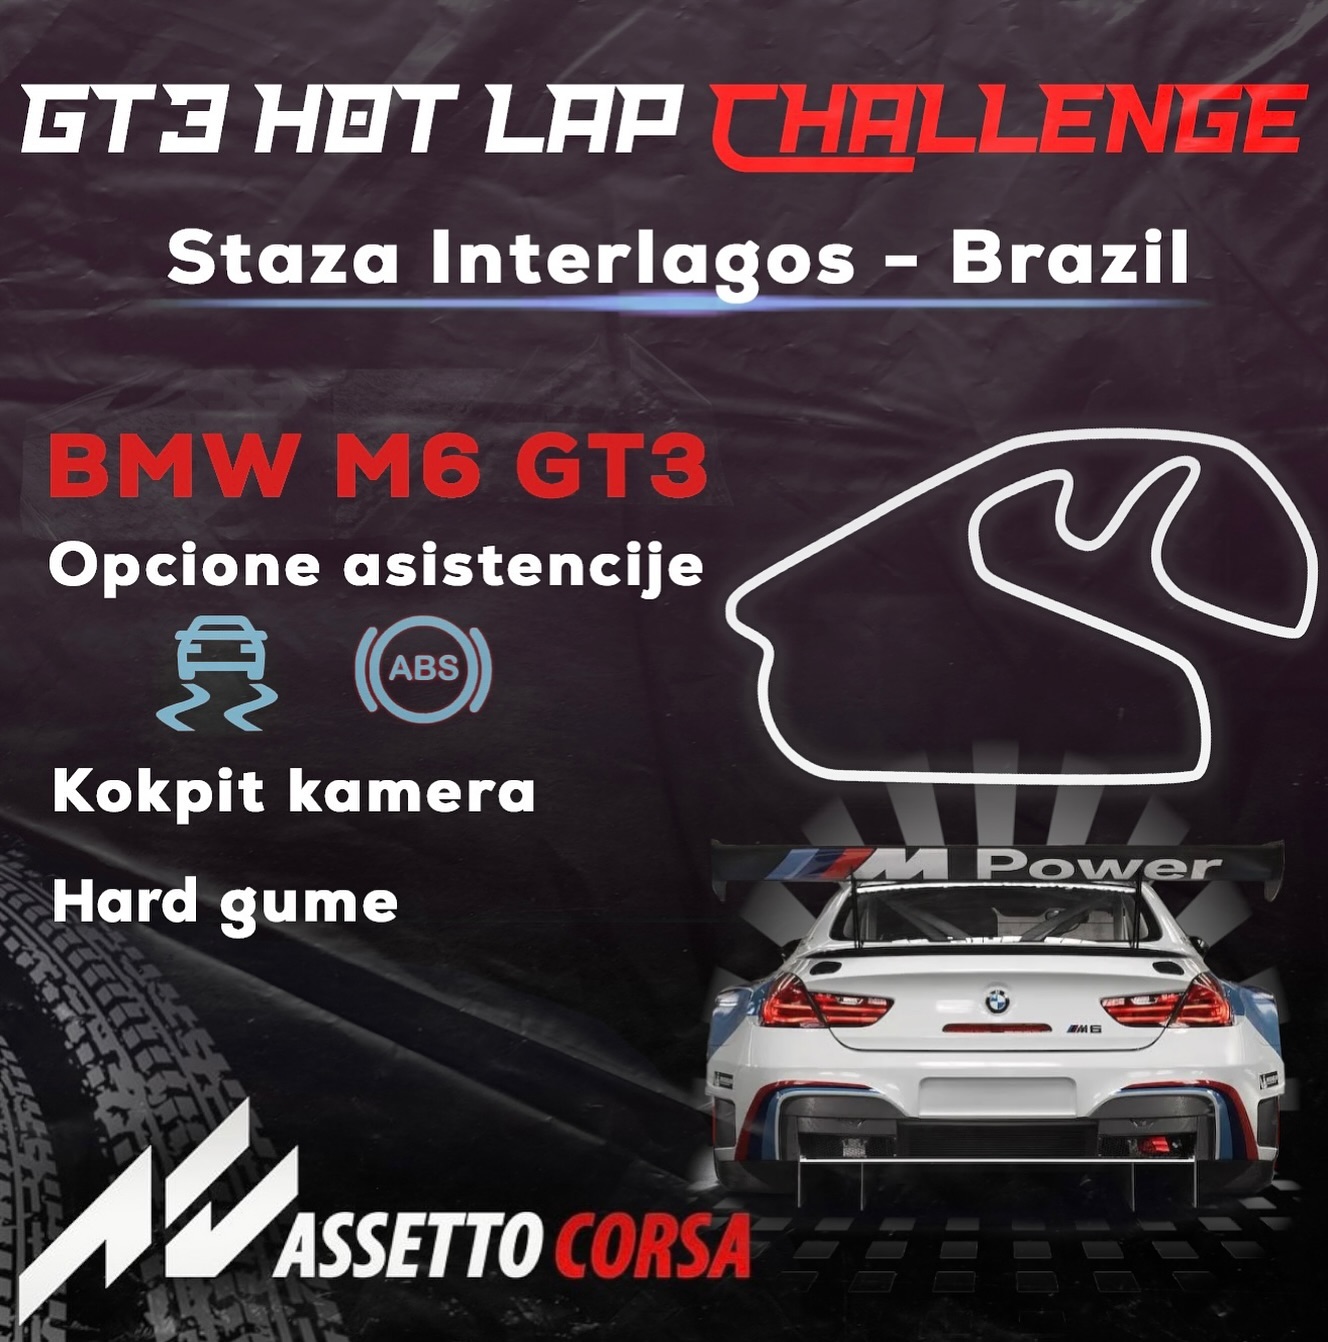 GT3 HOT LAP CHALLENGE
Staza Interlagos - Brazil
BMW M6 GT3
Opcione asistencije
ABS
Kokpit kamera
Hard gume
M Power
M6
ASSETTO CORSA